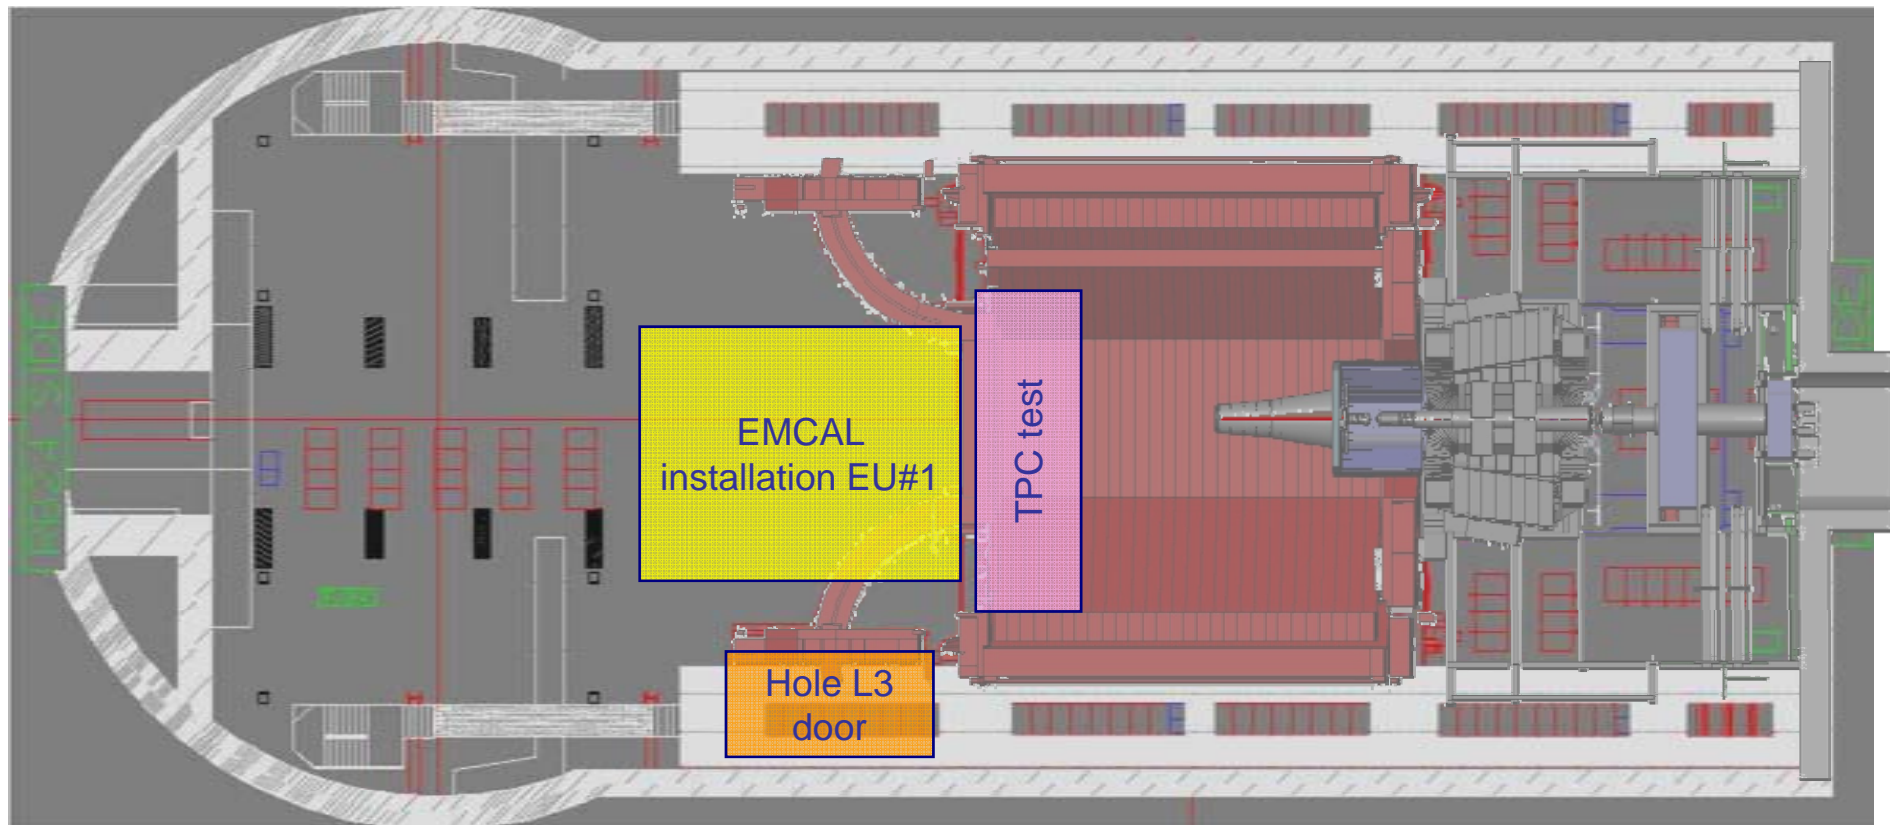 EMCAL
installation EU#1
TPC test
Hole L3
door